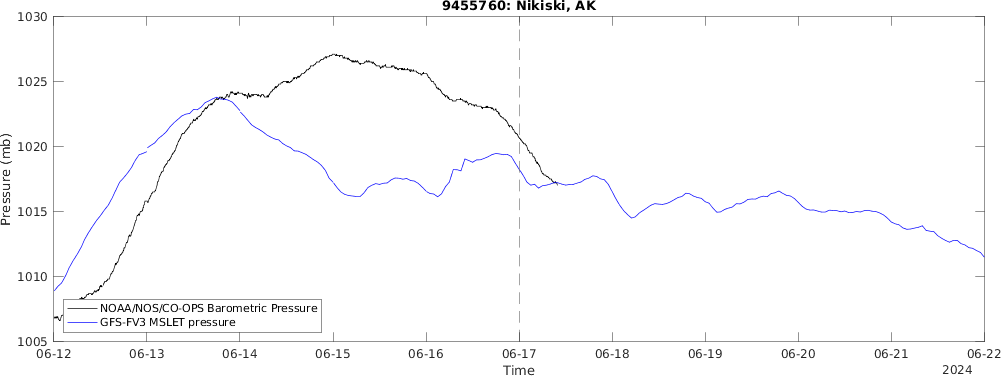 9455760: Nikiski, AK
1030
1025
1020
1015
1010
1005
Pressure (mb)
NOAA/NOS/CO-OPS Barometric Pressure
GFS-FV3 MSLET pressure
06-12 06-13 06-14 06-15 06-16 06-17 06-18 06-19 06-20 06-21 06-22
Time
2024